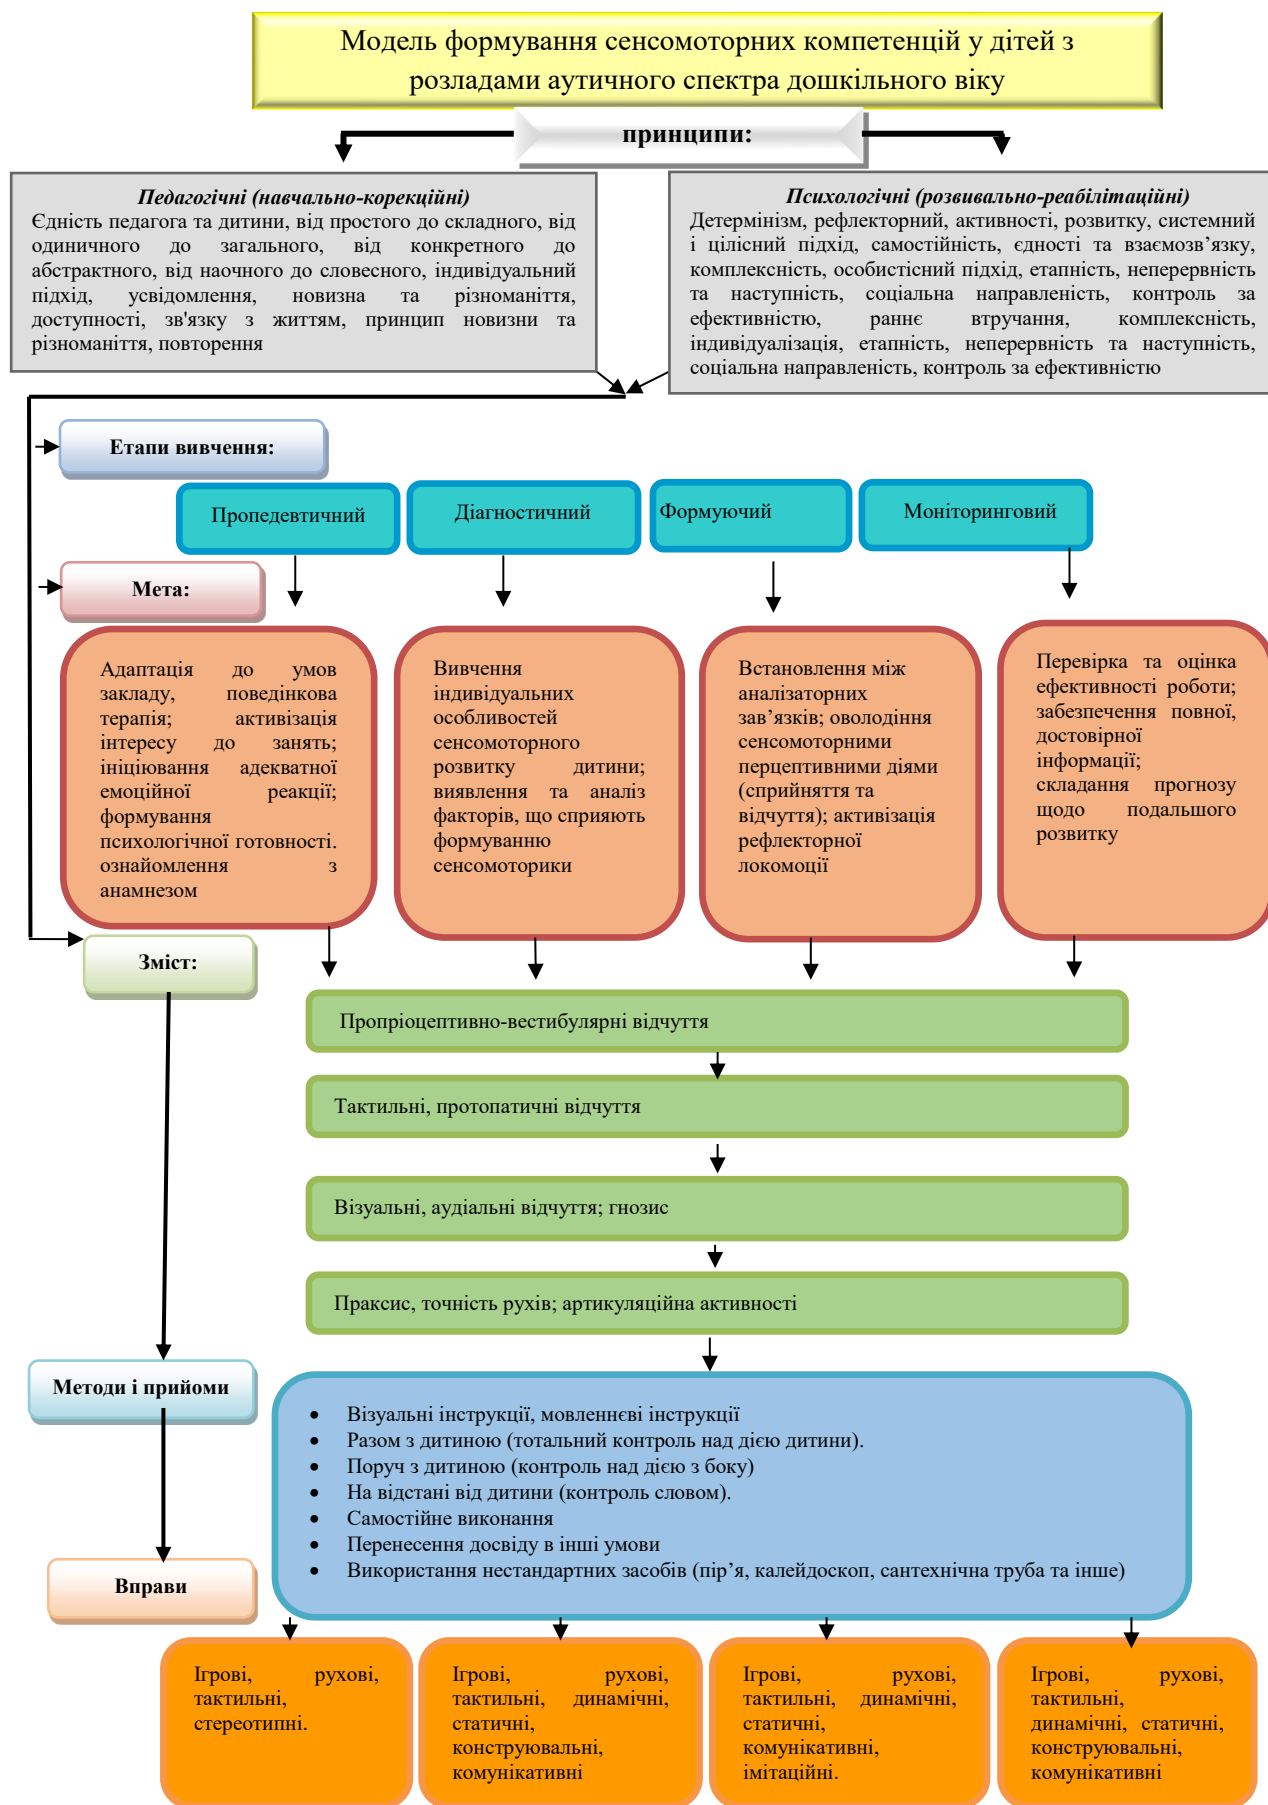 Модель формування сенсомоторних компетенцій у дітей з
розладами аутичного спектра дошкільного віку
принципи:
Педагогічні (навчально-корекційні)
Єдність педагога та дитини, від простого до складного, від
одиничного до загального, від конкретного до
абстрактного, від наочного до словесного, індивідуальний
підхід, усвідомлення, новизна та різноманіття,
доступності, зв'язку з життям, принцип новизни та
різноманіття, повторення
Психологічні (розвивально-реабілітаційні)
Детермінізм, рефлекторний, активності, розвитку, системний
і цілісний підхід, самостійність, єдності та взаємозв’язку,
комплексність, особистісний підхід, етапність, неперервність
та наступність, соціальна направленість, контроль за
ефективністю, раннє втручання, комплексність,
індивідуалізація, етапність, неперервність та наступність,
соціальна направленість, контроль за ефективністю
Етапи вивчення:
Пропедевтичний
Діагностичний
Формуючий
Моніторинговий
Мета:
Адаптація до умов
закладу, поведінкова
терапія; активізація
інтересу до занять;
ініціювання адекватної
емоційної реакції;
формування
психологічної готовності.
ознайомлення з
анамнезом
Вивчення
індивідуальних
особливостей
сенсомоторного
розвитку дитини;
виявлення та аналіз
факторів, що сприяють
формуванню
сенсомоторики
Встановлення між
аналізаторних
зав’язків; оволодіння
сенсомоторними
перцептивними діями
(сприйняття та
відчуття); активізація
рефлекторної
локомоції
Перевірка та оцінка
ефективності роботи;
забезпечення повної,
достовірної
інформації;
складання прогнозу
щодо подальшого
розвитку
Зміст:
Пропріоцептивно-вестибулярні відчуття
Тактильні, протопатичні відчуття
Візуальні, аудіальні відчуття; гнозис
Праксис, точність рухів; артикуляційна активності
Методи і прийоми
• Візуальні інструкції, мовленнєві інструкції
• Разом з дитиною (тотальний контроль над дією дитини).
• Поруч з дитиною (контроль над дією з боку)
• На відстані від дитини (контроль словом).
• Самостійне виконання
• Перенесення досвіду в інші умови
• Використання нестандартних засобів (пір’я, калейдоскоп, сантехнічна труба та інше)
Вправи
Ігрові, рухові,
тактильні,
стереотипні.
Ігрові, рухові,
тактильні, динамічні,
статичні,
конструювальні,
комунікативні
Ігрові, рухові,
тактильні, динамічні,
статичні,
комунікативні,
імітаційні.
Ігрові, рухові,
тактильні,
динамічні, статичні,
конструювальні,
комунікативні